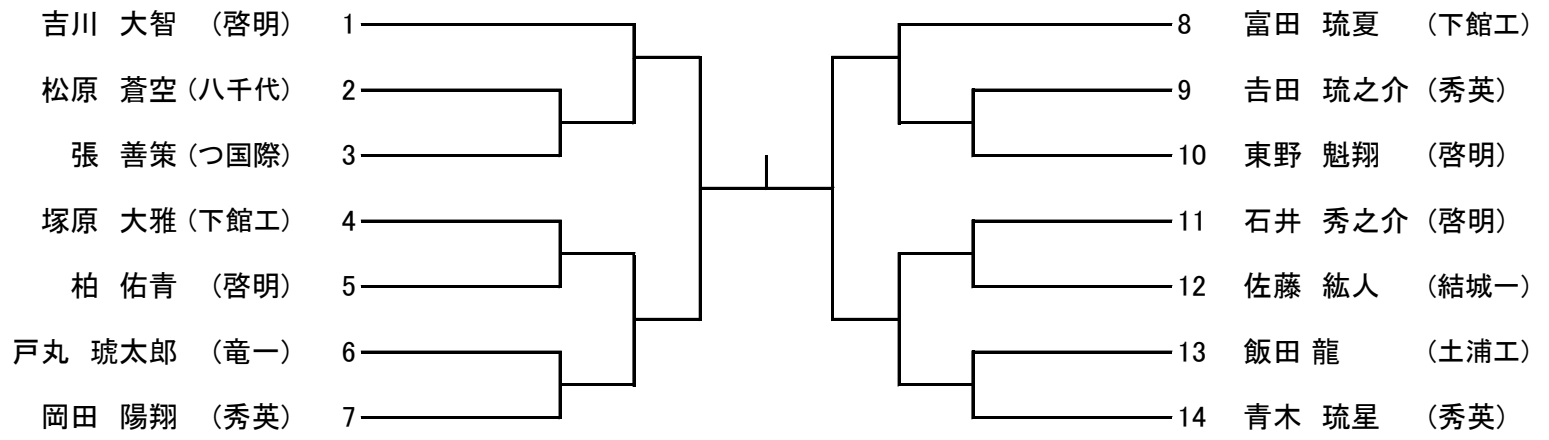 吉川 大智 (啓明) 1
松原 蒼空 (八千代) 2
張 善策 (つ国際) 3
塚原 大雅 (下館工) 4
柏 佑青 (啓明) 5
戸丸 琥太郎 (竜一) 6
岡田 陽翔 (秀英) 7
8 富田 琉夏 (下館工)
9 𠮷田 琉之介 (秀英)
10 東野 魁翔 (啓明)
11 石井 秀之介 (啓明)
12 佐藤 紘人 (結城一)
13 飯田 龍 (土浦工)
14 青木 琉星 (秀英)